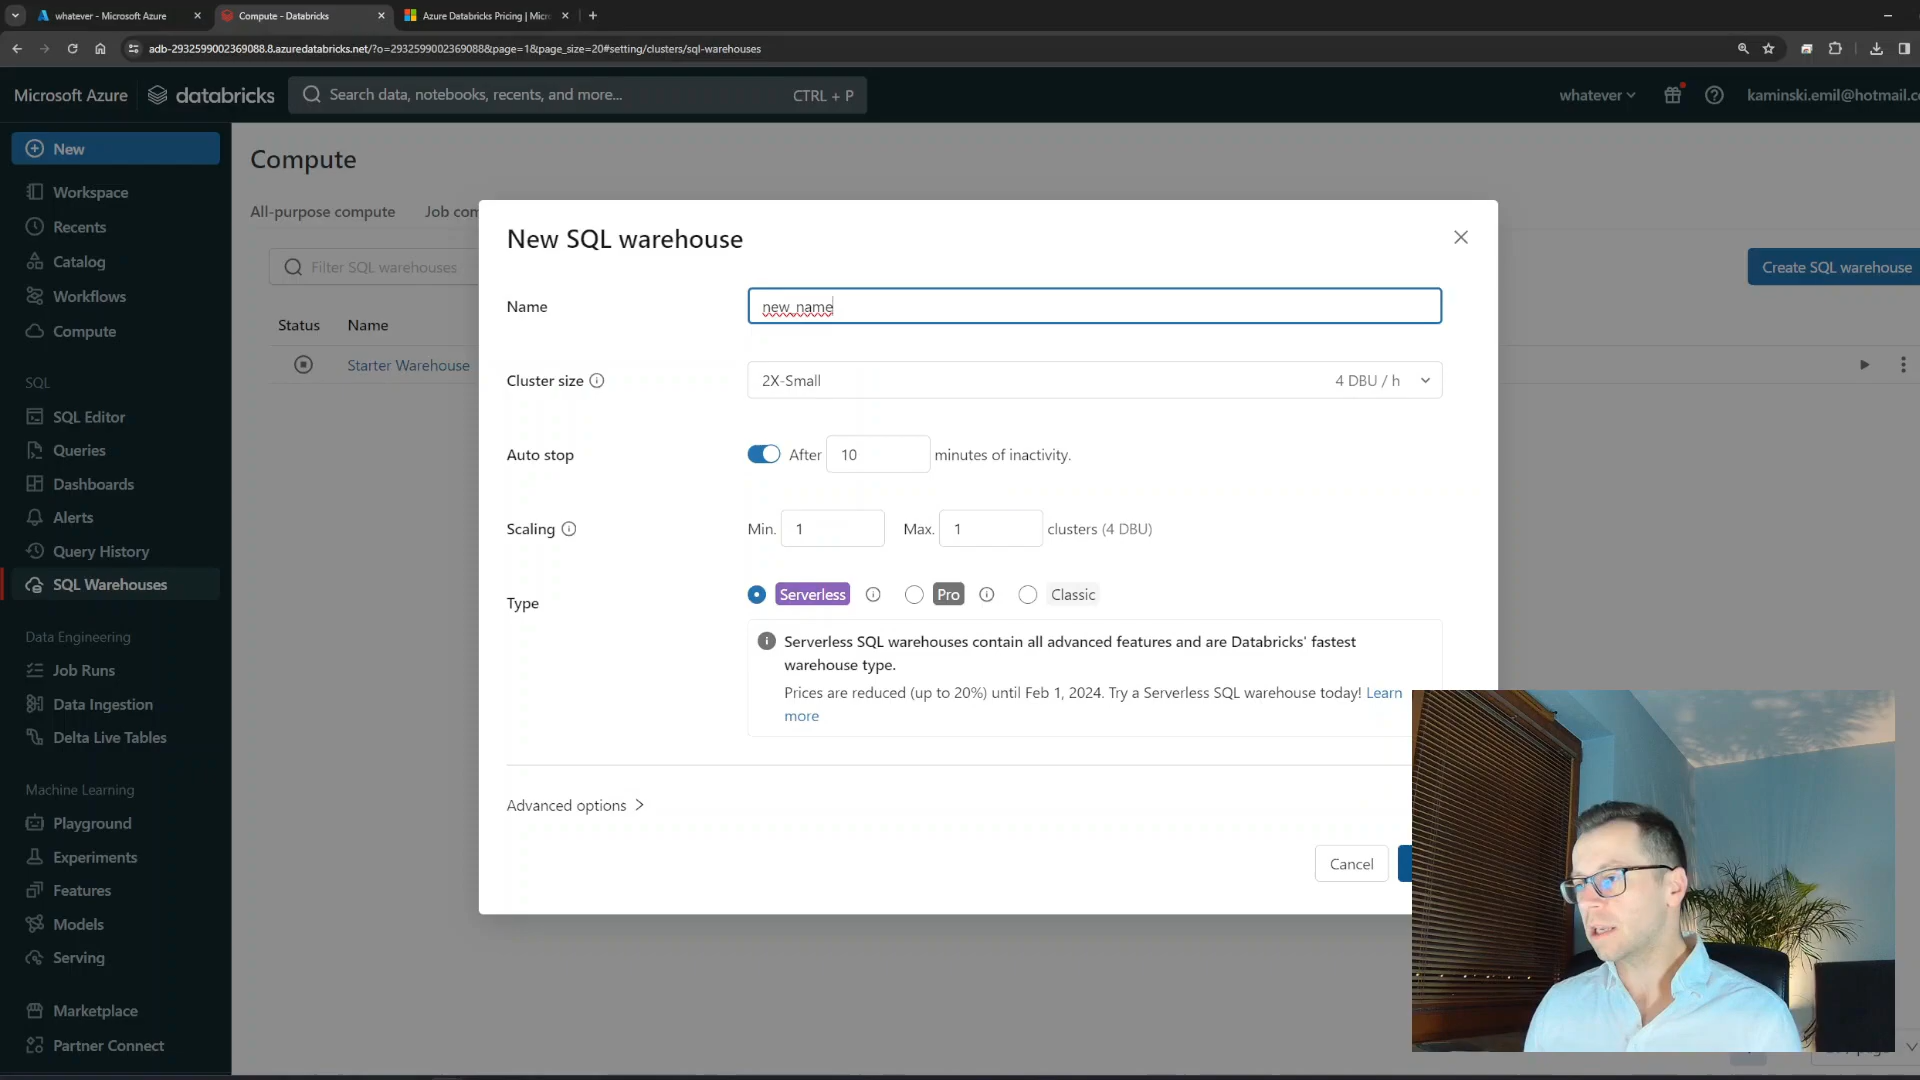 whatever - Microsoft Azure
Compute - Databricks
Azure Databricks Pricing | Micr
adb-2932599002369088.8.azuredatabricks.net/?o=2932599002369088&page=1&page_size=20#setting/clusters/sql-warehouses
Microsoft Azure
databricks
Search data, notebooks, recents, and more...
CTRL + P
whatever
kaminski.emil@hotmail.c
New
Workspace
Recents
Catalog
Workflows
Compute
SQL
SQL Editor
Queries
Dashboards
Alerts
Query History
SQL Warehouses
Data Engineering
Job Runs
Data Ingestion
Delta Live Tables
Machine Learning
Playground
Experiments
Features
Models
Serving
Marketplace
Partner Connect
Compute
All-purpose compute
Job com
Filter SQL warehouses
Create SQL warehouse
Status
Name
Starter Warehouse
New SQL warehouse
Name
new_name
Cluster size
2X-Small
4 DBU / h
Auto stop
After 10 minutes of inactivity.
Scaling
Min. 1 Max. 1 clusters (4 DBU)
Type
Serverless
Pro
Classic
Serverless SQL warehouses contain all advanced features and are Databricks' fastest
warehouse type.
Prices are reduced (up to 20%) until Feb 1, 2024. Try a Serverless SQL warehouse today! Learn
more
Advanced options
Cancel